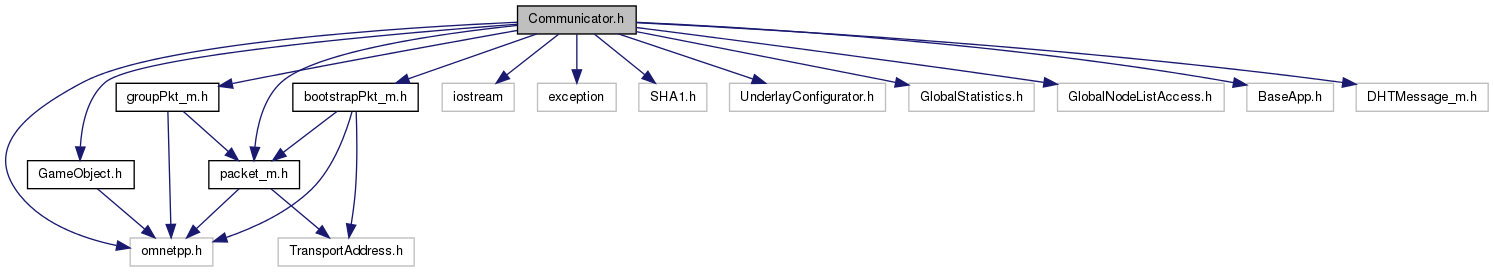 Communicator.h
groupPkt_m.h
bootstrapPkt_m.h
iostream
exception
SHA1.h
UnderlayConfigurator.h
GlobalStatistics.h
GlobalNodeListAccess.h
BaseApp.h
DHTMessage_m.h
GameObject.h
packet_m.h
omnetpp.h
TransportAddress.h